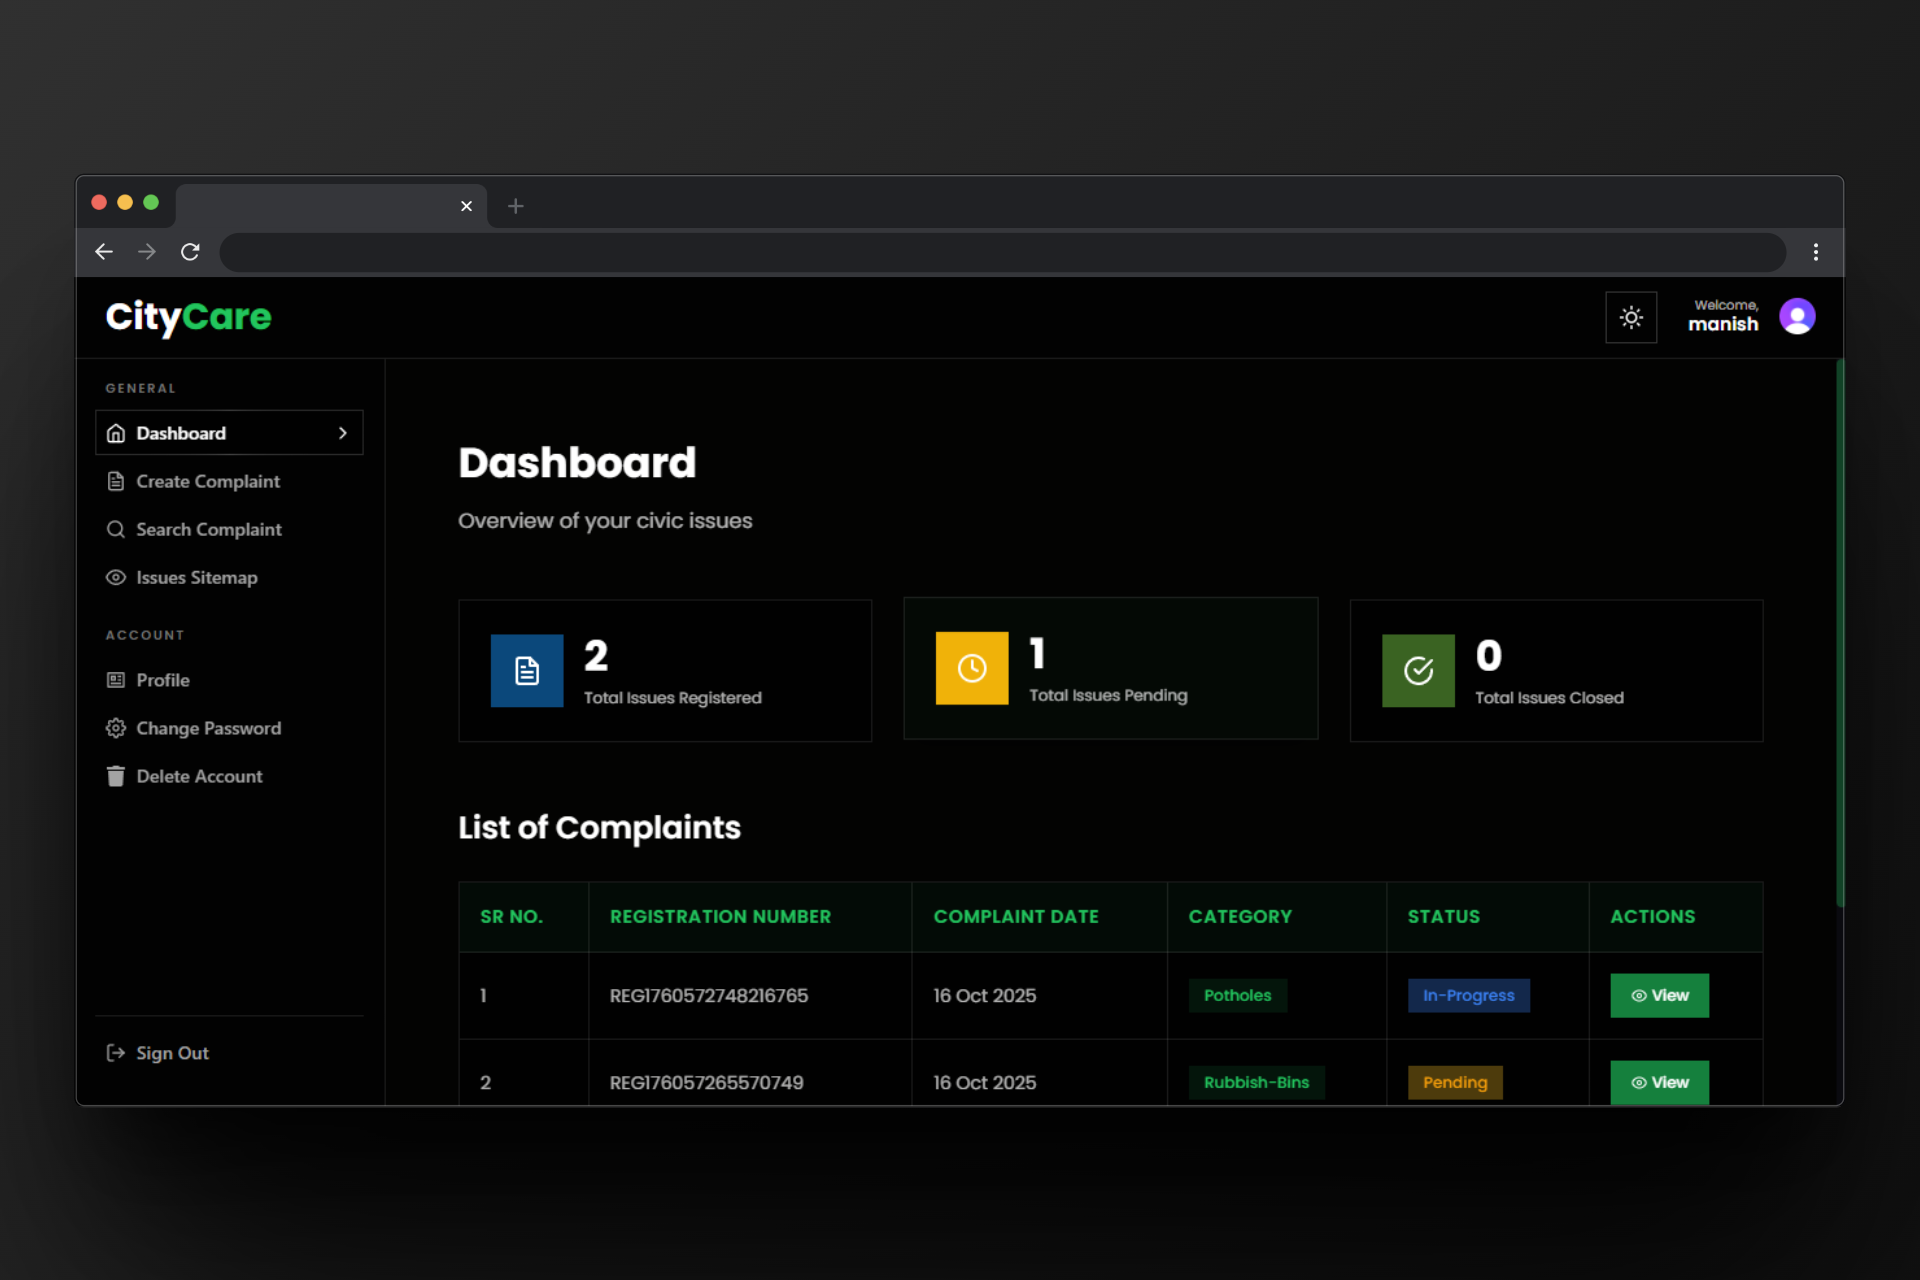 CityCare
Welcome,
manish
GENERAL
Dashboard
Create Complaint
Search Complaint
Issues Sitemap
ACCOUNT
Profile
Change Password
Delete Account
Sign Out
Dashboard
Overview of your civic issues
2
Total Issues Registered
1
Total Issues Pending
0
Total Issues Closed
List of Complaints
SR NO. REGISTRATION NUMBER COMPLAINT DATE CATEGORY STATUS ACTIONS
1 REG1760572748216765 16 Oct 2025 Potholes In-Progress View
2 REG176057265570749 16 Oct 2025 Rubbish-Bins Pending View